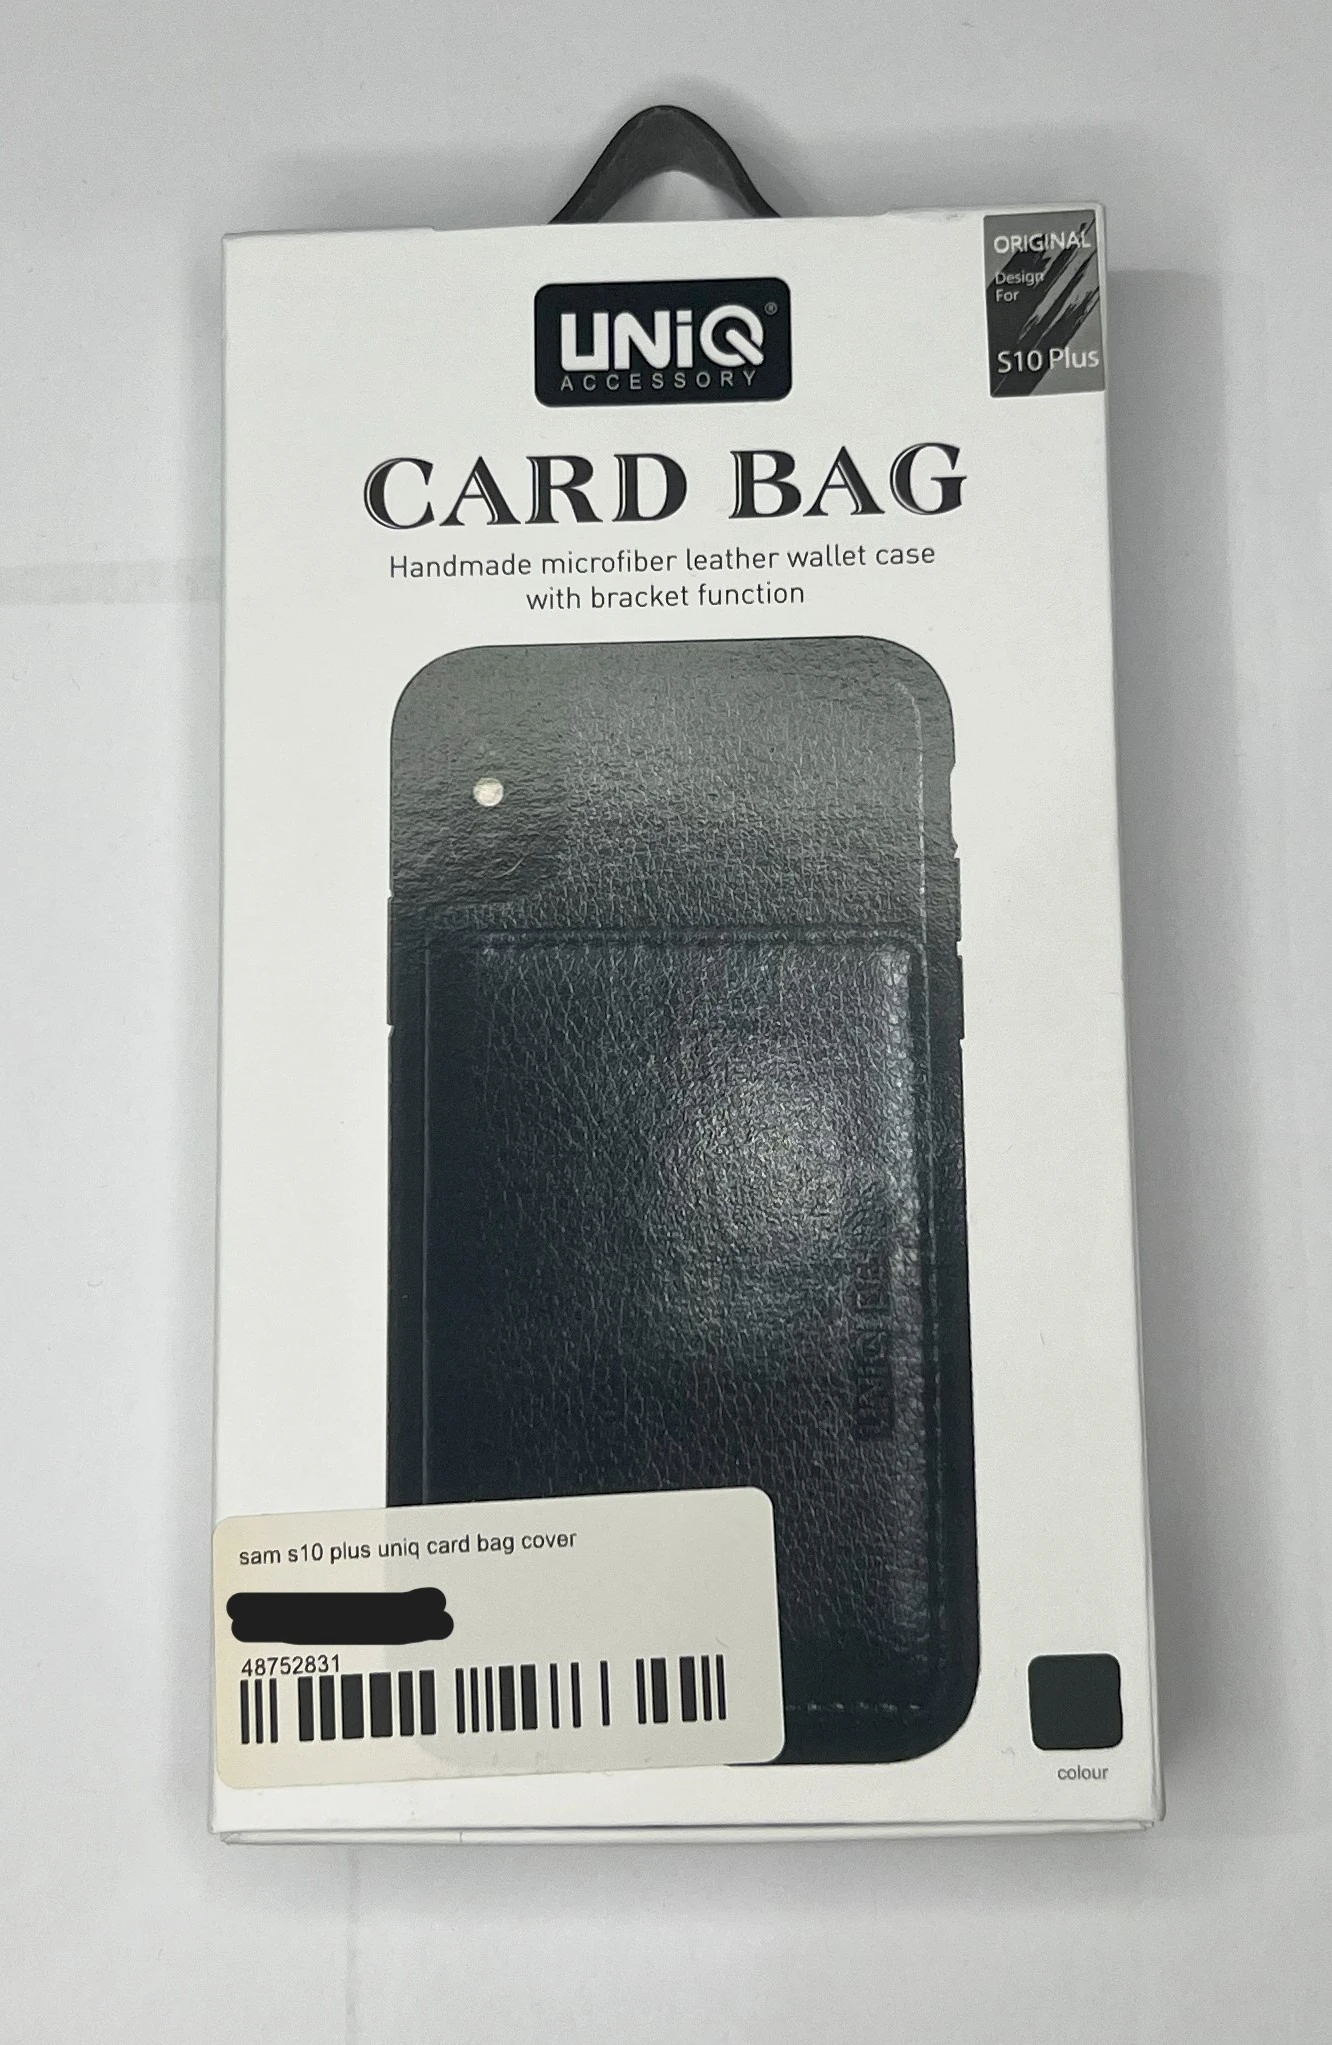 ORIGINAL
Design
For
S10 Plus
UNiQ®
ACCESSORY
CARD BAG
Handmade microfiber leather wallet case
with bracket function
UNIQ
sam s10 plus uniq card bag cover
48752831
colour